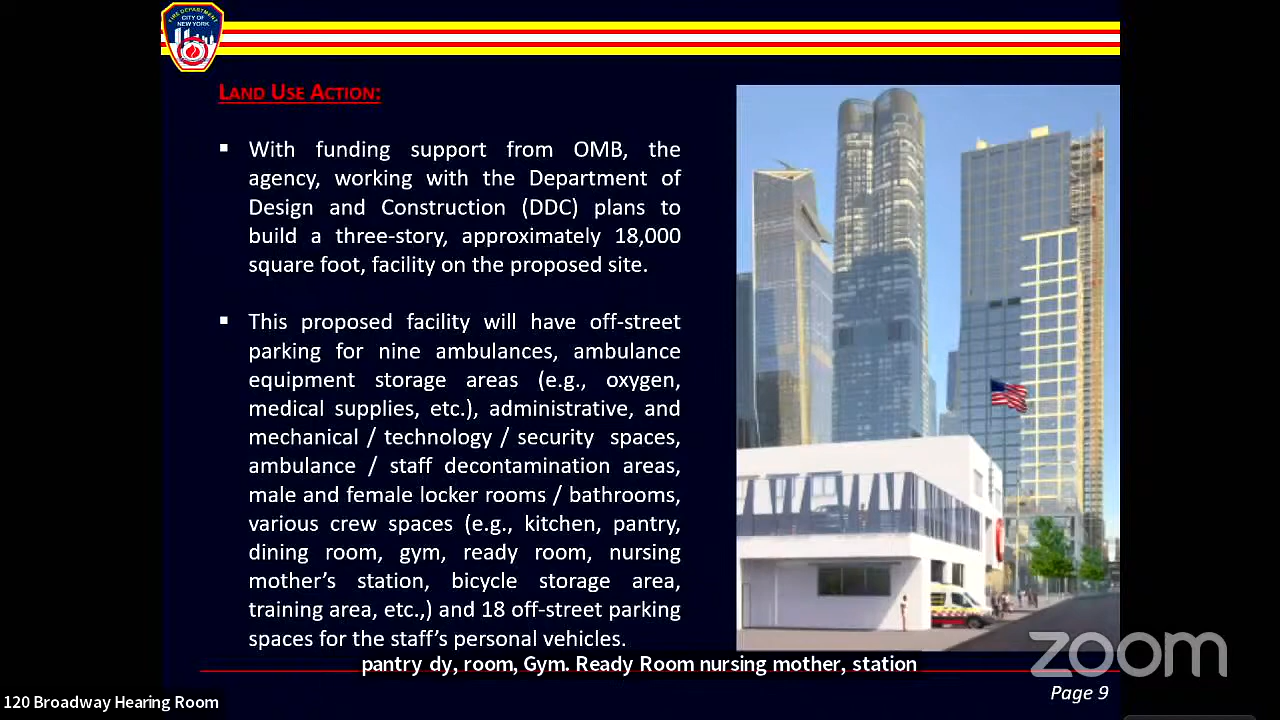 FIRE DEPARTMENT
CITY OF
NEW YORK
LAND USE ACTION:
▪ With funding support from OMB, the
agency, working with the Department of
Design and Construction (DDC) plans to
build a three-story, approximately 18,000
square foot, facility on the proposed site.
▪ This proposed facility will have off-street
parking for nine ambulances, ambulance
equipment storage areas (e.g., oxygen,
medical supplies, etc.), administrative, and
mechanical / technology / security spaces,
ambulance / staff decontamination areas,
male and female locker rooms / bathrooms,
various crew spaces (e.g., kitchen, pantry,
dining room, gym, ready room, nursing
mother's station, bicycle storage area,
training area, etc.,) and 18 off-street parking
spaces for the staff's personal vehicles.
pantry dy, room, Gym. Ready Room nursing mother, station
zoom
Page 9
120 Broadway Hearing Room